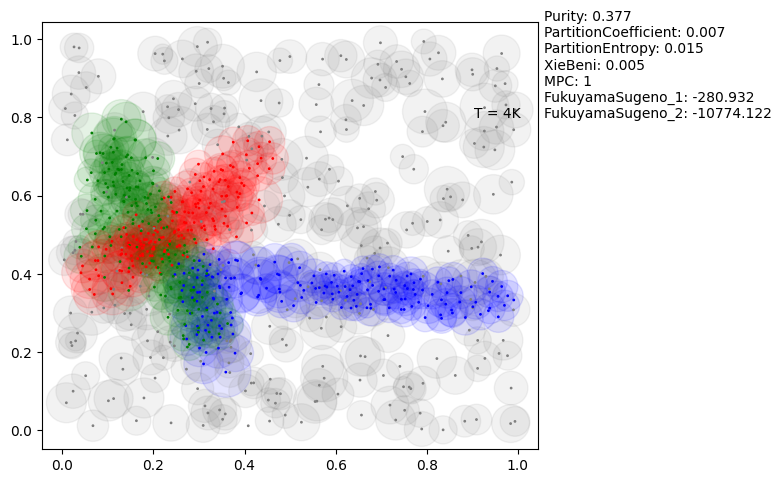 Purity: 0.377
PartitionCoefficient: 0.007
PartitionEntropy: 0.015
XieBeni: 0.005
MPC: 1
FukuyamaSugeno_1: -280.932
FukuyamaSugeno_2: -10774.122
T*= 4K
1.0
0.8
0.6
0.4
0.2
0.0
0.0 0.2 0.4 0.6 0.8 1.0